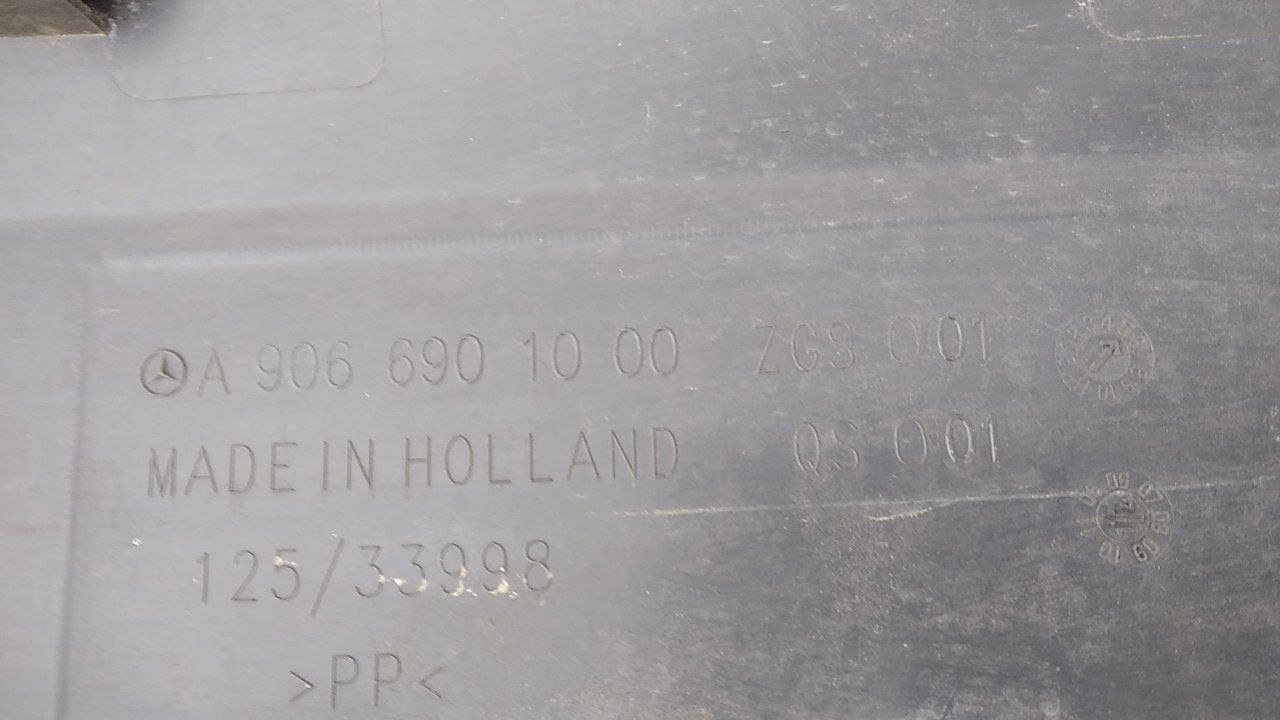 A 906 690 10 00 ZGS 001
MADE IN HOLLAND QS 001
125/33998
>PP<